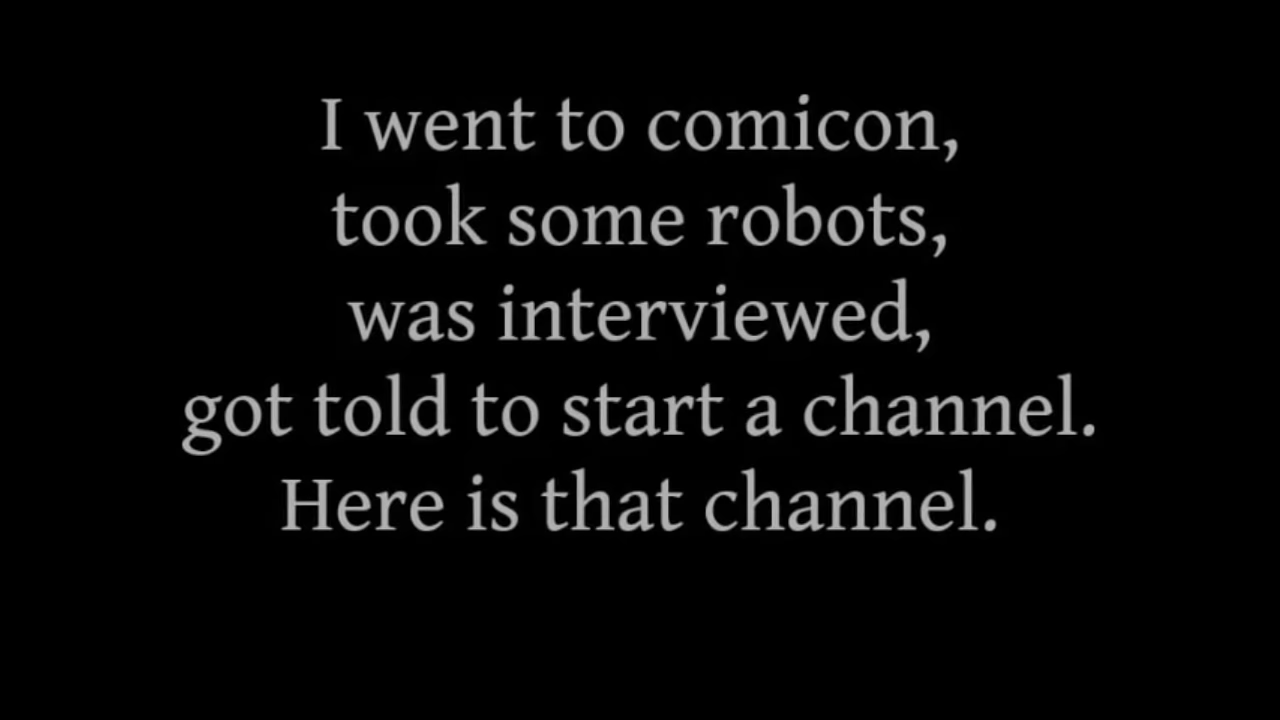 I went to comicon,
took some robots,
was interviewed,
got told to start a channel.
Here is that channel.